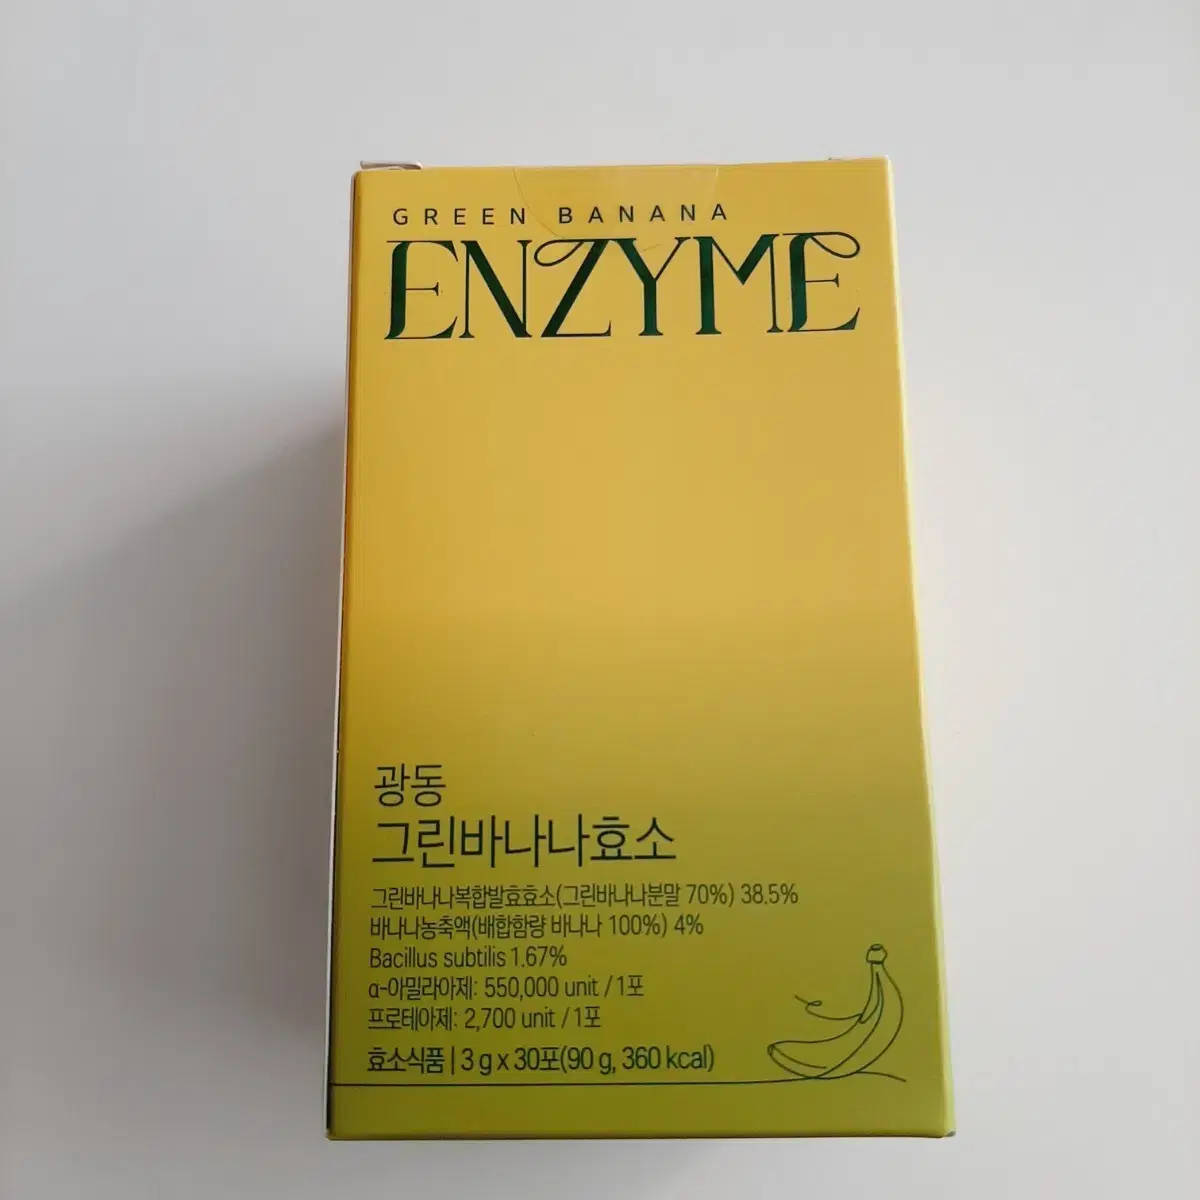 GREEN BANANA
ENZYME
광동
그린바나나효소
그린바나나복합발효효소(그린바나나분말 70%) 38.5%
바나나농축액(배합함량 바나나 100%) 4%
Bacillus subtilis 1.67%
α-아밀라아제: 550,000 unit / 1포
프로테아제: 2,700 unit / 1포
효소식품 | 3 g x 30포(90 g, 360 kcal)